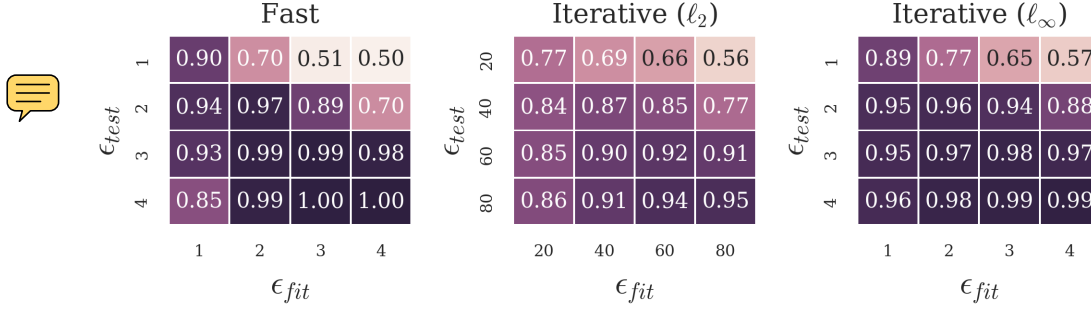 Fast
ϵtest
1 0.90 0.70 0.51 0.50
2 0.94 0.97 0.89 0.70
3 0.93 0.99 0.99 0.98
4 0.85 0.99 1.00 1.00
1 2 3 4
ϵfit
Iterative (ℓ2)
ϵtest
20 0.77 0.69 0.66 0.56
40 0.84 0.87 0.85 0.77
60 0.85 0.90 0.92 0.91
80 0.86 0.91 0.94 0.95
20 40 60 80
ϵfit
Iterative (ℓ∞)
ϵtest
1 0.89 0.77 0.65 0.57
2 0.95 0.96 0.94 0.88
3 0.95 0.97 0.98 0.97
4 0.96 0.98 0.99 0.99
1 2 3 4
ϵfit